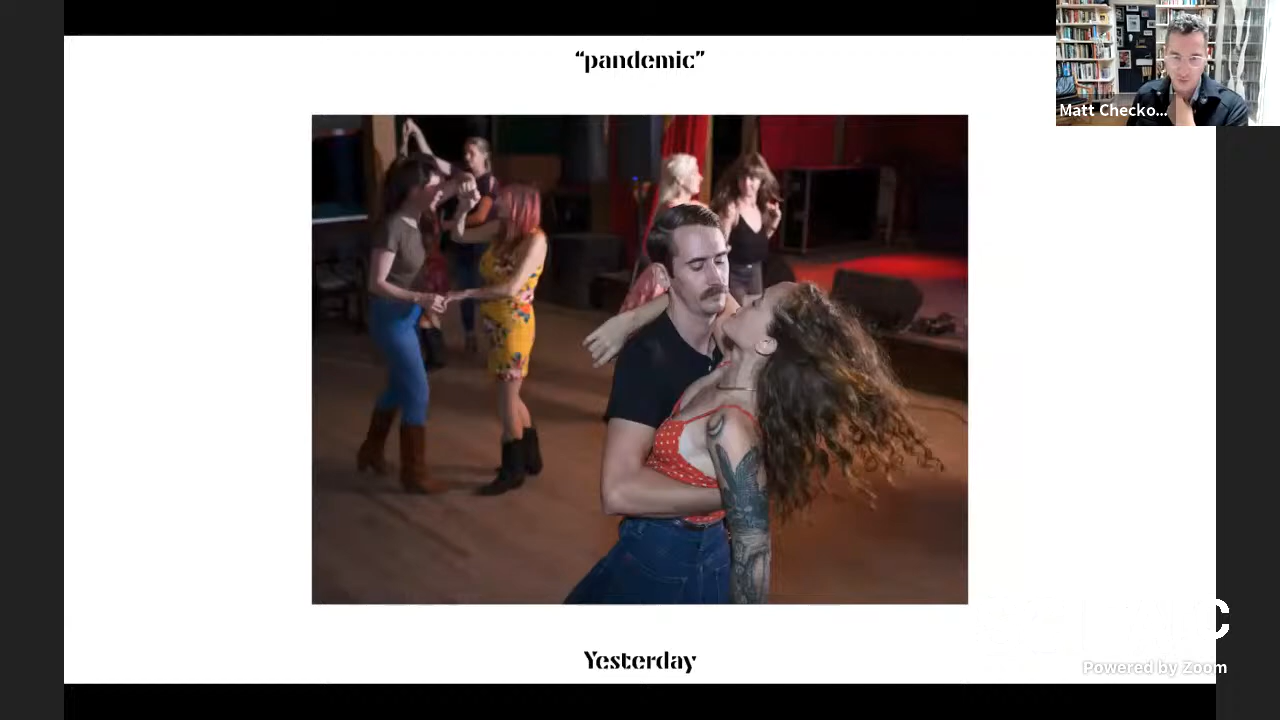 “pandemic”
Matt Checko...
Yesterday
C
Powered by Zoom